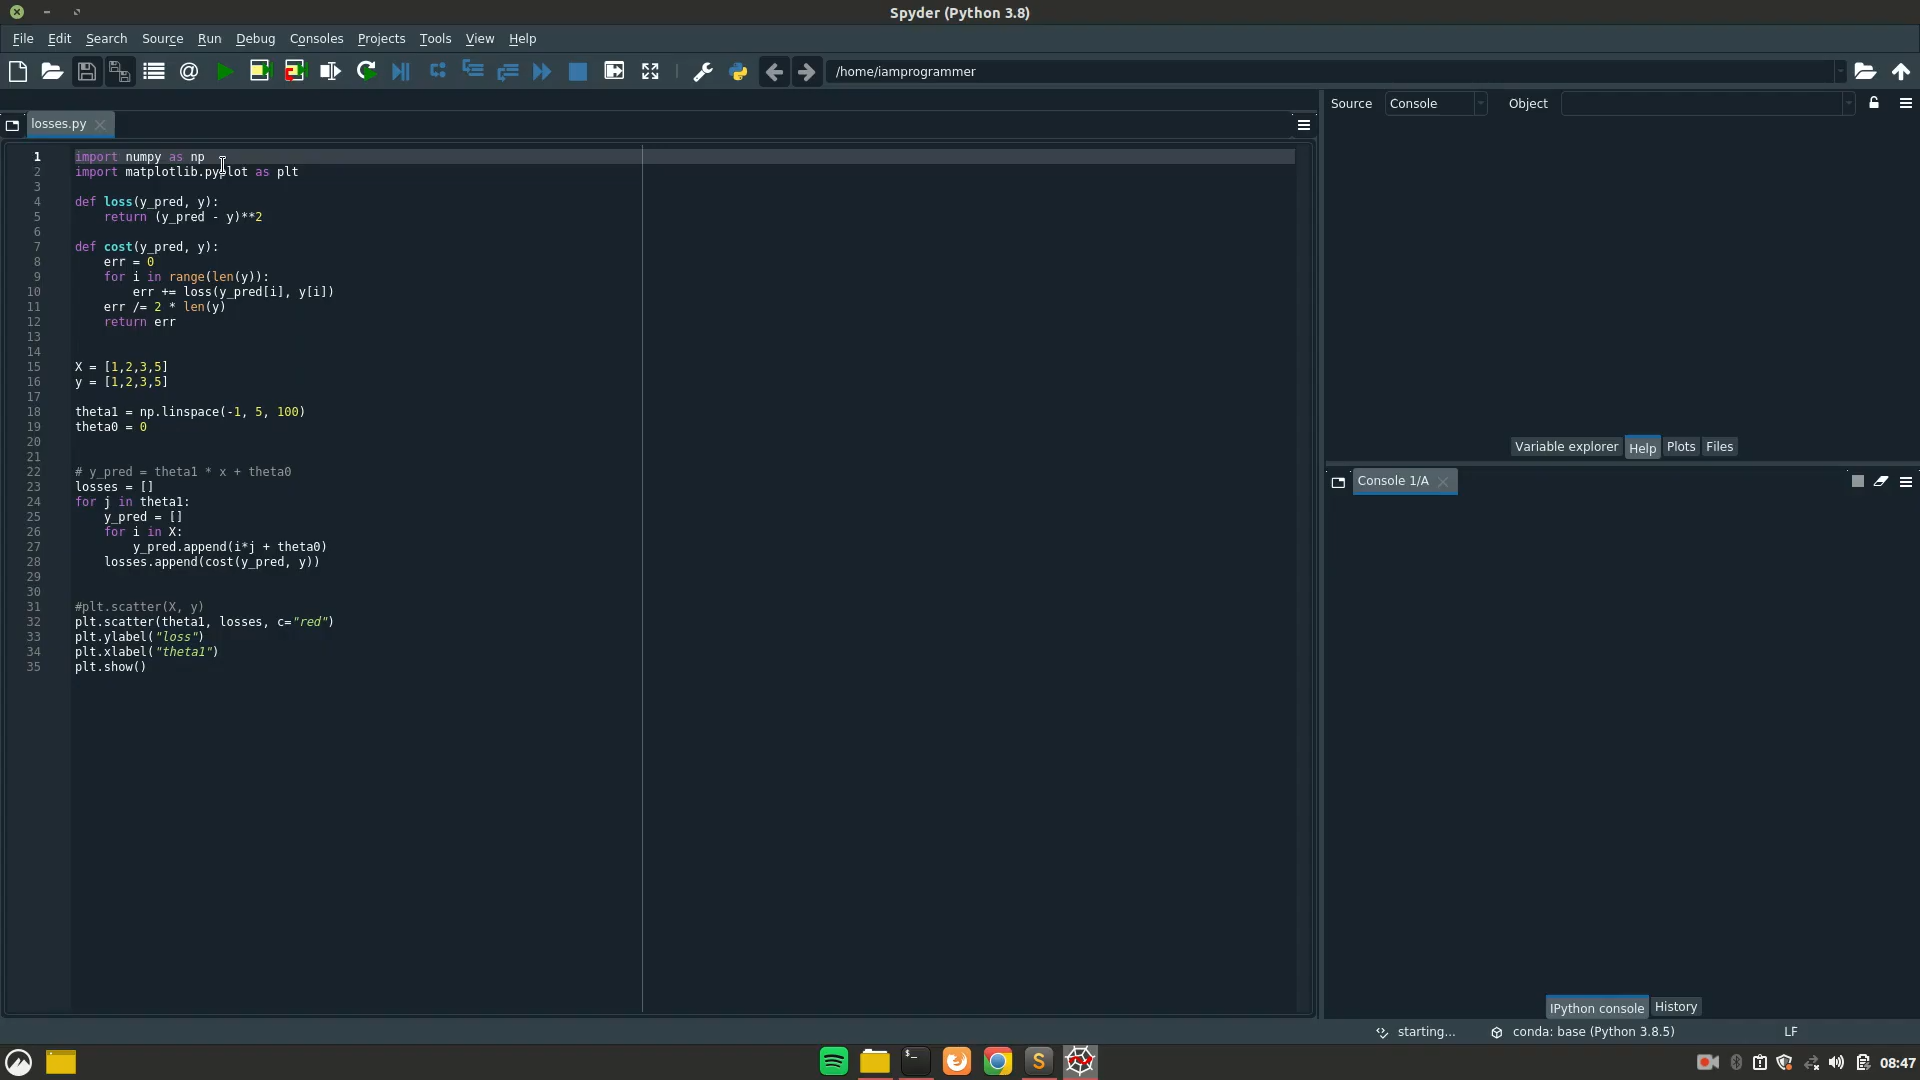 Spyder (Python 3.8)
File Edit Search Source Run Debug Consoles Projects Tools View Help
/home/iamprogrammer
Source Console Object
losses.py
1 import numpy as np
2 import matplotlib.pyplot as plt
3
4 def loss(y_pred, y):
5     return (y_pred - y)**2
6
7 def cost(y_pred, y):
8     err = 0
9     for i in range(len(y)):
10         err += loss(y_pred[i], y[i])
11     err /= 2 * len(y)
12     return err
13
14
15 X = [1,2,3,5]
16 y = [1,2,3,5]
17
18 theta1 = np.linspace(-1, 5, 100)
19 theta0 = 0
20
21
22 # y_pred = theta1 * x + theta0
23 losses = []
24 for j in theta1:
25     y_pred = []
26     for i in X:
27         y_pred.append(i*j + theta0)
28     losses.append(cost(y_pred, y))
29
30
31 #plt.scatter(X, y)
32 plt.scatter(theta1, losses, c="red")
33 plt.ylabel("loss")
34 plt.xlabel("theta1")
35 plt.show()
Variable explorer Help Plots Files
Console 1/A
IPython console History
starting... conda: base (Python 3.8.5) LF
08:47